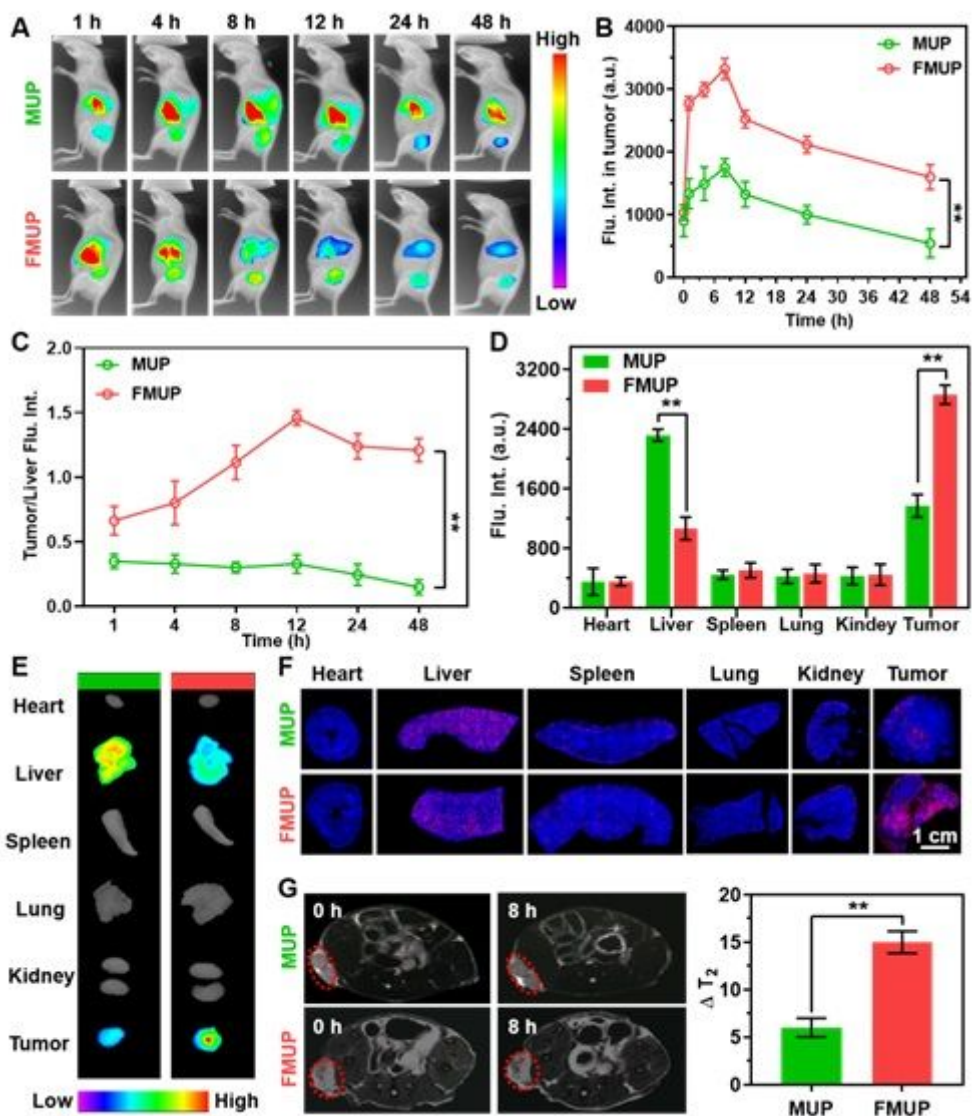 A
1 h 4 h 8 h 12 h 24 h 48 h
MUP
FMUP
High
Low
B
Flu. Int. in tumor (a.u.)
4000
3000
2000
1000
0
MUP
FMUP
**
0 6 12 18 24 30 36 42 48 54
Time (h)
C
Tumor/Liver Flu. Int.
2.0
1.5
1.0
0.5
0.0
MUP
FMUP
**
1 4 8 12 24 48
Time (h)
D
Flu. Int. (a.u.)
3200
2400
1600
800
0
MUP
FMUP
**
**
Heart Liver Spleen Lung Kindey Tumor
E
Heart
Liver
Spleen
Lung
Kidney
Tumor
Low High
F
Heart Liver Spleen Lung Kidney Tumor
MUP
FMUP
1 cm
G
MUP
0 h 8 h
FMUP
0 h 8 h
Δ T2
20
15
10
5
0
**
MUP FMUP